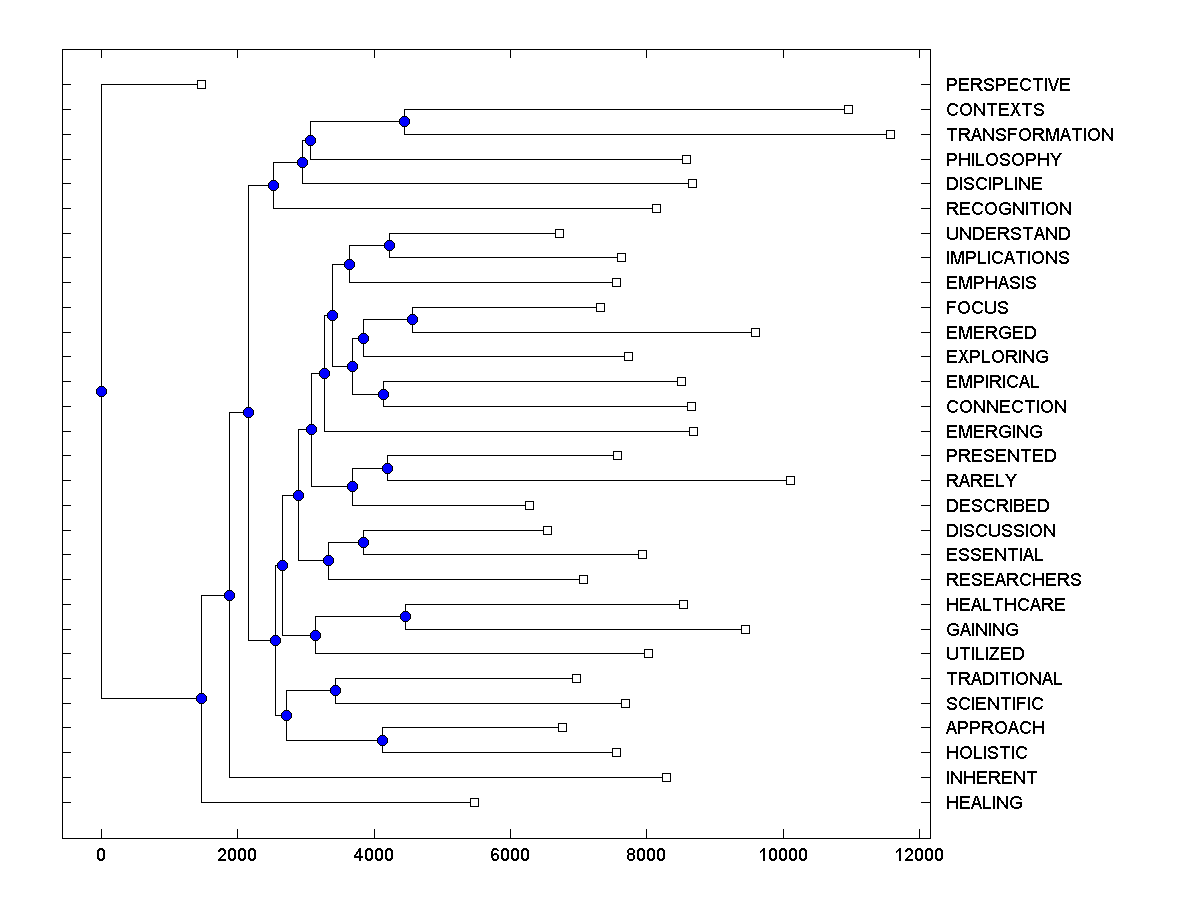 PERSPECTIVE
CONTEXTS
TRANSFORMATION
PHILOSOPHY
DISCIPLINE
RECOGNITION
UNDERSTAND
IMPLICATIONS
EMPHASIS
FOCUS
EMERGED
EXPLORING
EMPIRICAL
CONNECTION
EMERGING
PRESENTED
RARELY
DESCRIBED
DISCUSSION
ESSENTIAL
RESEARCHERS
HEALTHCARE
GAINING
UTILIZED
TRADITIONAL
SCIENTIFIC
APPROACH
HOLISTIC
INHERENT
HEALING
0 2000 4000 6000 8000 10000 12000